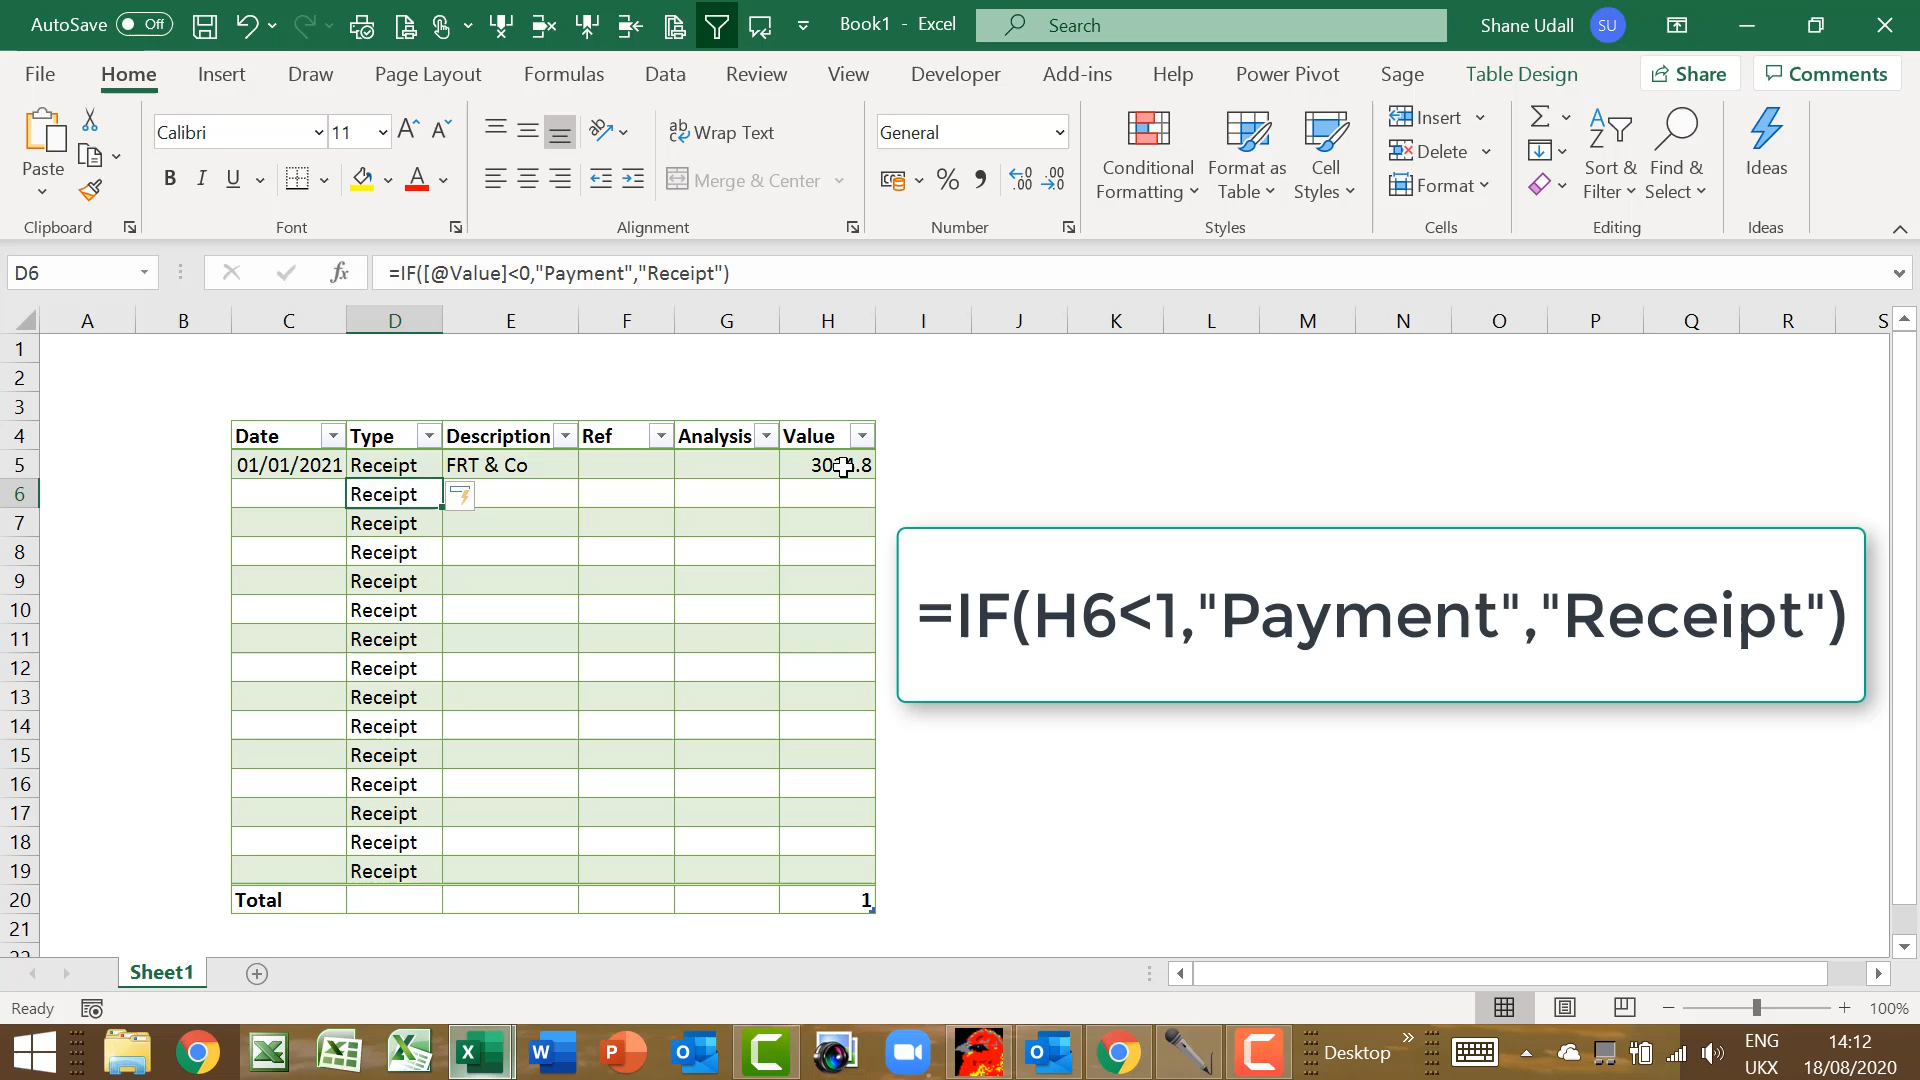 AutoSave Off Book1 - Excel Search Shane Udall SU
File Home Insert Draw Page Layout Formulas Data Review View Developer Add-ins Help Power Pivot Sage Table Design Share Comments
Calibri 11 Wrap Text General Insert
Paste Conditional Format as Cell Delete Sort & Find & Ideas
B I U Merge & Center Formatting Table Styles Format Filter Select
Clipboard Font Alignment Number Styles Cells Editing Ideas
D6 fx =IF([@Value]<0,"Payment","Receipt")
A B C D E F G H I J K L M N O P Q R S
1
2
3
4 Date Type Description Ref Analysis Value
5 01/01/2021 Receipt FRT & Co
6 Receipt
7 Receipt
8 Receipt
9 Receipt
10 Receipt
11 Receipt
12 Receipt
13 Receipt
14 Receipt
15 Receipt
16 Receipt
17 Receipt
18 Receipt
19 Receipt
20 Total 1
21
=IF(H6<1,"Payment","Receipt")
Sheet1
Ready 100%
Desktop ENG 14:12
UKX 18/08/2020